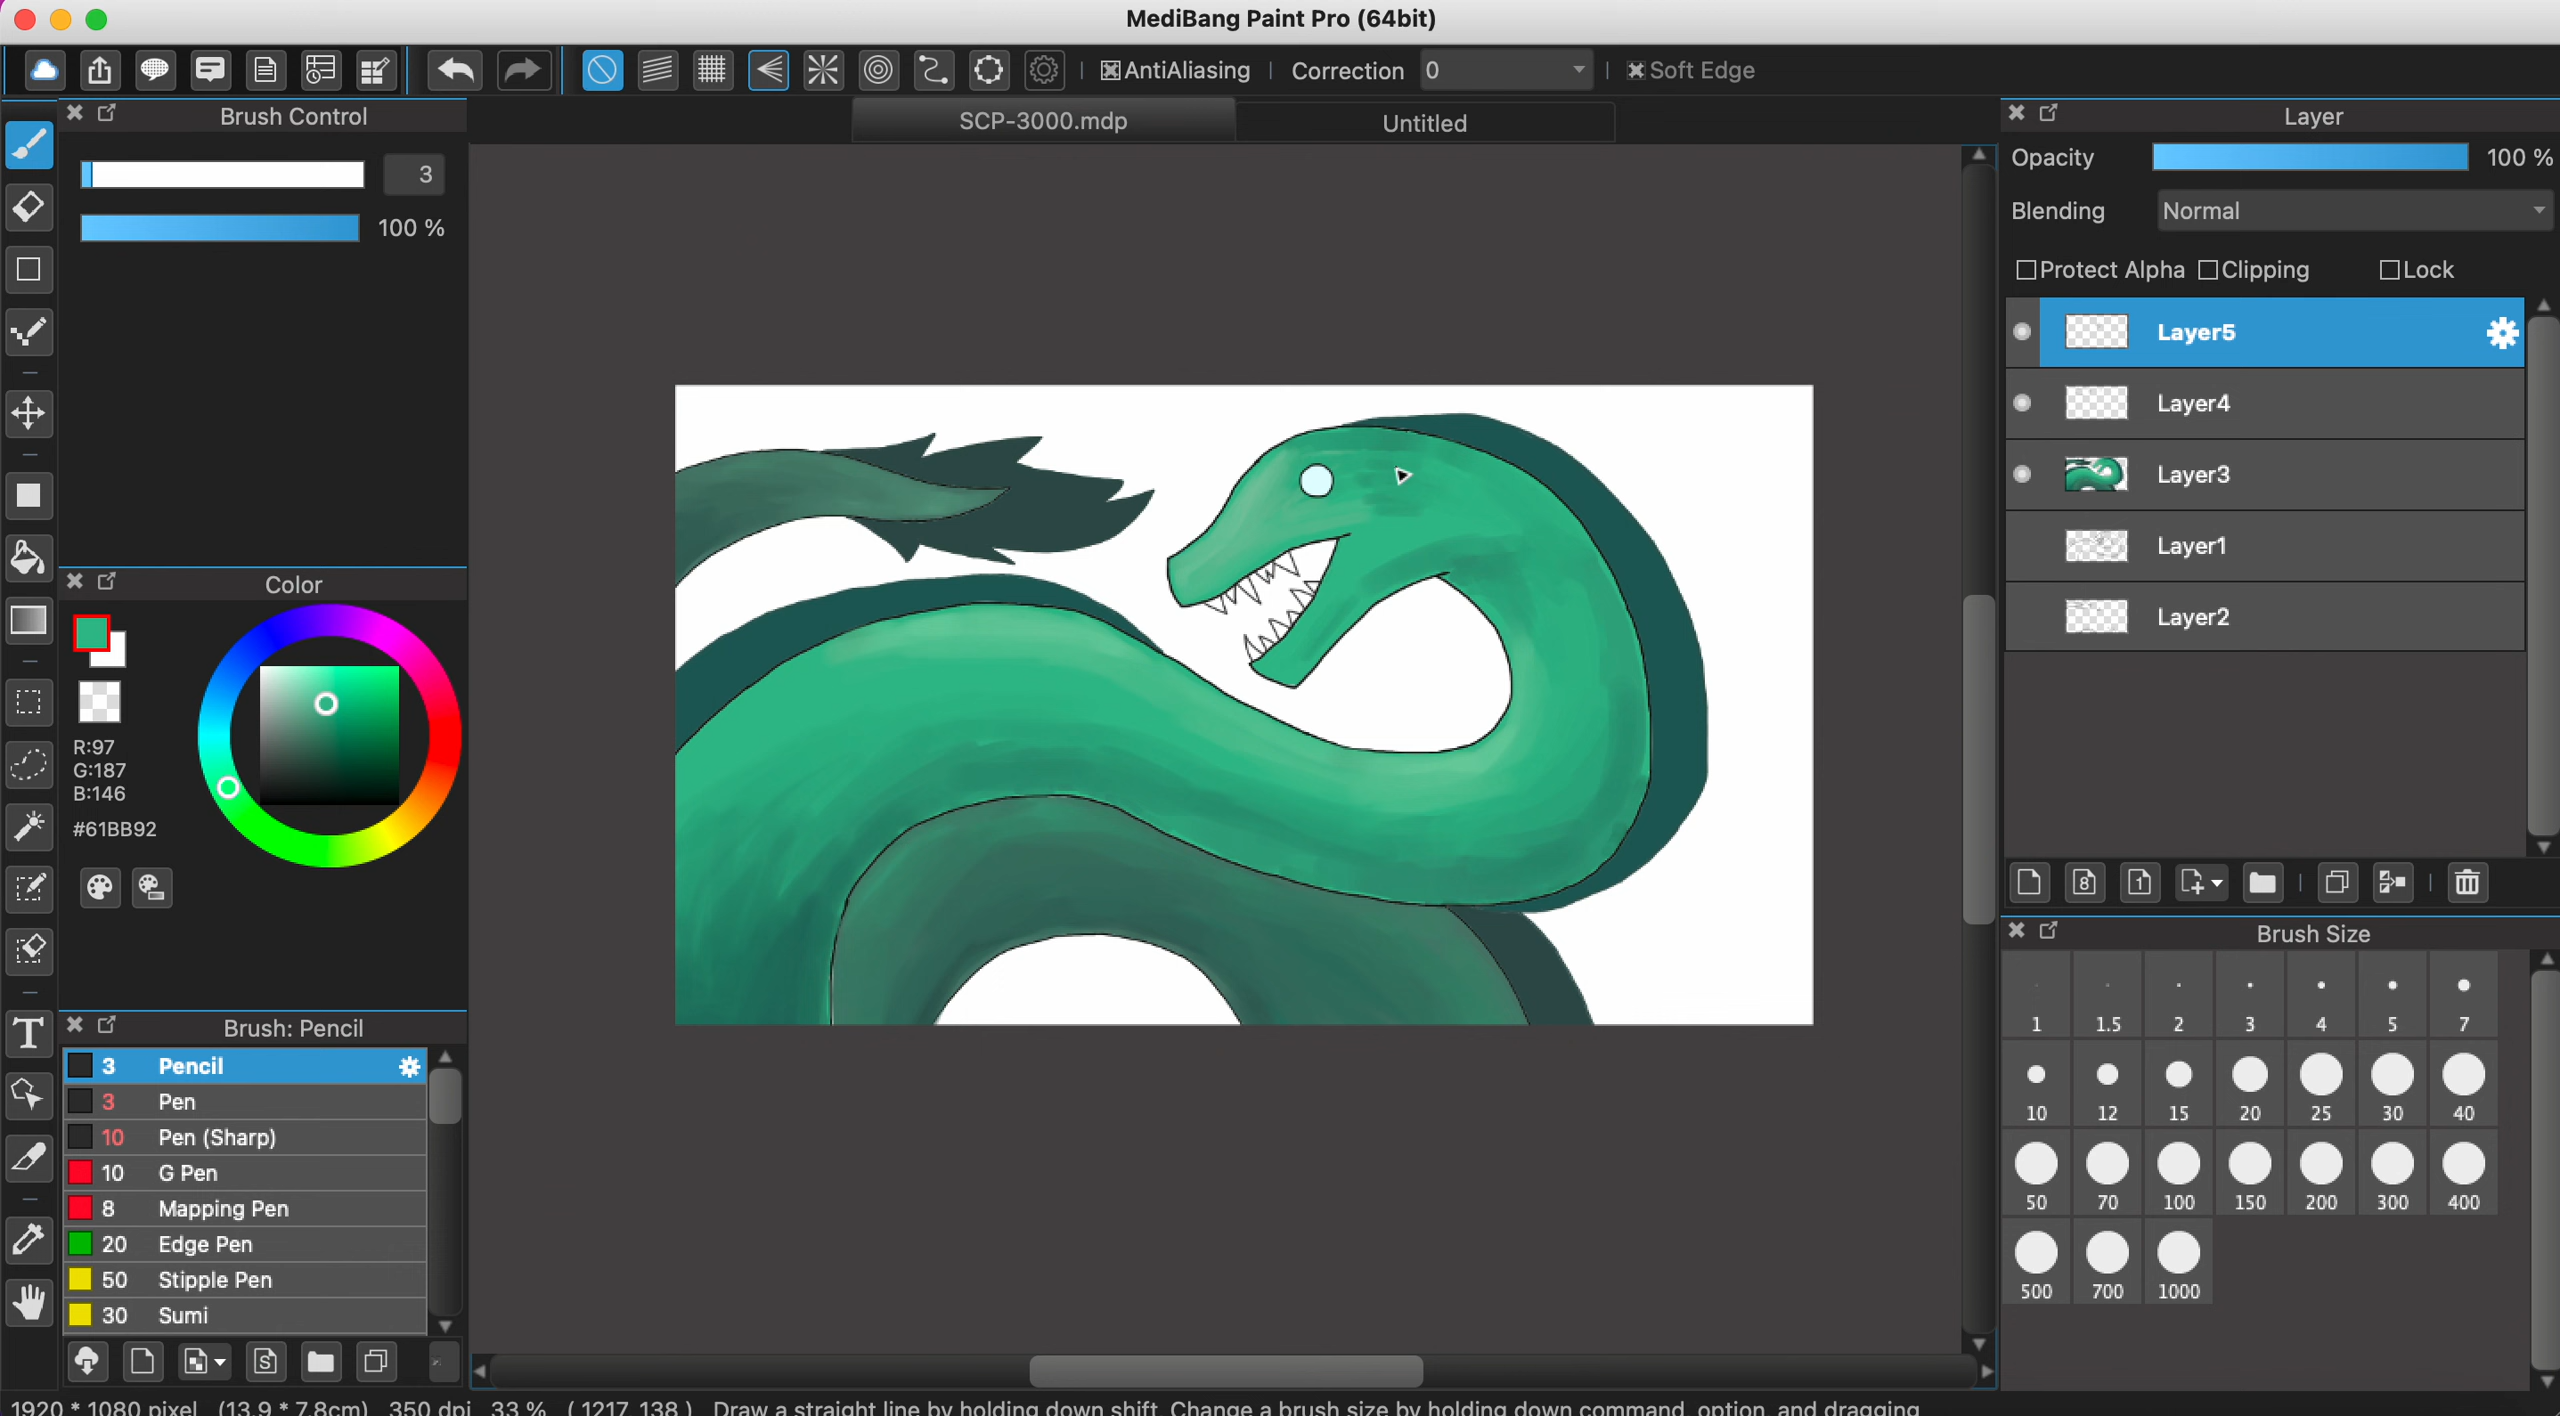 MediBang Paint Pro (64bit)
AntiAliasing
Correction
0
Soft Edge
Brush Control
SCP-3000.mdp
Untitled
Layer
3
100 %
Opacity
100 %
Blending
Normal
Protect Alpha
Clipping
Lock
Layer5
Layer4
Layer3
Layer1
Layer2
Color
R:97
G:187
B:146
#61BB92
8
1
Brush Size
1
1.5
2
3
4
5
7
10
12
15
20
25
30
40
50
70
100
150
200
300
400
500
700
1000
Brush: Pencil
3 Pencil
3 Pen
10 Pen (Sharp)
10 G Pen
8 Mapping Pen
20 Edge Pen
50 Stipple Pen
30 Sumi
T
S
1920 * 1080 pixel (13.9 * 7.8cm) 350 dpi 33 % ( 1217, 138 ) Draw a straight line by holding down shift, Change a brush size by holding down command, option, and dragging